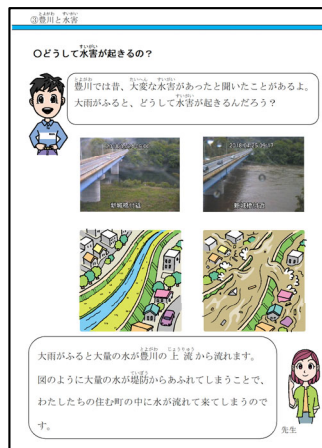 ③豊川と水害
〇どうして水害が起きるの？
豊川では昔、大変な水害があったと聞いたことがあるよ。
大雨がふると、どうして水害が起きるんだろう？
大雨がふると大量の水が豊川の上流から流れます。
図のように大量の水が堤防からあふれてしまうことで、
わたしたちの住む町の中に水が流れて来てしまうので
す。
先生